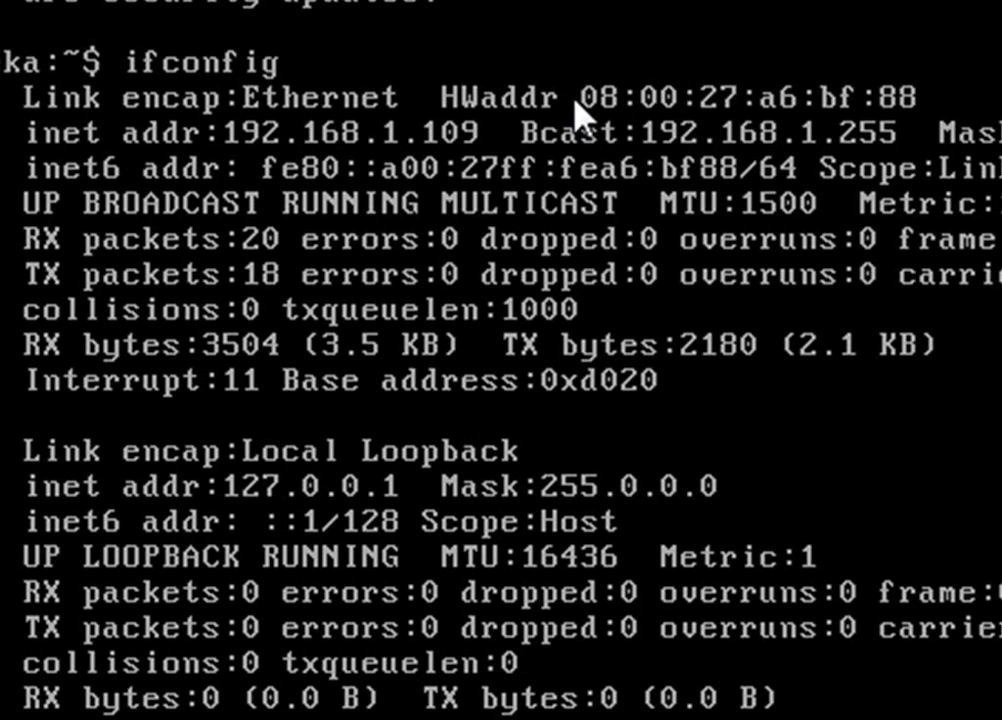 are security updates.
ka:~$ ifconfig
Link encap:Ethernet HWaddr 08:00:27:a6:bf:88
inet addr:192.168.1.109 Bcast:192.168.1.255 Mas
inet6 addr: fe80::a00:27ff:fea6:bf88/64 Scope:Lin
UP BROADCAST RUNNING MULTICAST MTU:1500 Metric:
RX packets:20 errors:0 dropped:0 overruns:0 frame
TX packets:18 errors:0 dropped:0 overruns:0 carrie
collisions:0 txqueuelen:1000
RX bytes:3504 (3.5 KB) TX bytes:2180 (2.1 KB)
Interrupt:11 Base address:0xd020
Link encap:Local Loopback
inet addr:127.0.0.1 Mask:255.0.0.0
inet6 addr: ::1/128 Scope:Host
UP LOOPBACK RUNNING MTU:16436 Metric:1
RX packets:0 errors:0 dropped:0 overruns:0 frame:0
TX packets:0 errors:0 dropped:0 overruns:0 carrier
collisions:0 txqueuelen:0
RX bytes:0 (0.0 B) TX bytes:0 (0.0 B)